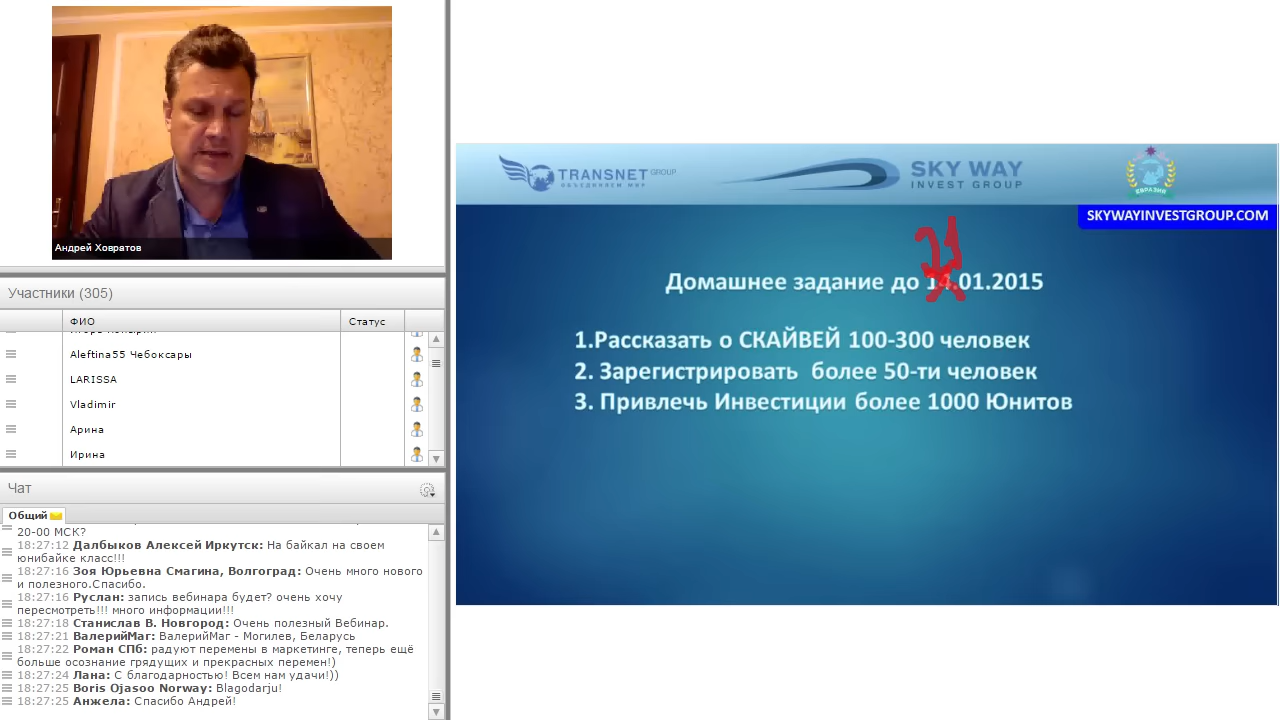 Андрей Ховратов
Участники (305)
ФИО
Статус
Aleftina55 Чебоксары
LARISSA
Vladimir
Арина
Ирина
Чат
Общий
20-00 МСК?
18:27:12 Далбыков Алексей Иркутск: На байкал на своем
юнибайке класс!!!
18:27:16 Зоя Юрьевна Смагина, Волгоград: Очень много нового
и полезного.Спасибо.
18:27:16 Руслан: запись вебинара будет? очень хочу
пересмотреть!!! много информации!!!
18:27:18 Станислав В. Новгород: Очень полезный Вебинар.
18:27:21 ВалерийМаг: ВалерийМаг - Могилев, Беларусь
18:27:22 Роман СПб: радуют перемены в маркетинге, теперь ещё
больше осознание грядущих и прекрасных перемен!)
18:27:24 Лана: С благодарностью! Всем нам удачи!))
18:27:25 Boris Ojasoo Norway: Blagodarju!
18:27:25 Анжела: Спасибо Андрей!
TRANSNET GROUP
ОБЪЕДИНЯЕМ МИР
SKY WAY
INVEST GROUP
ЕВРАЗИЯ
SKYWAYINVESTGROUP.COM
21
Домашнее задание до 14.01.2015
1.Рассказать о СКАЙВЕЙ 100-300 человек
2. Зарегистрировать более 50-ти человек
3. Привлечь Инвестиции более 1000 Юнитов